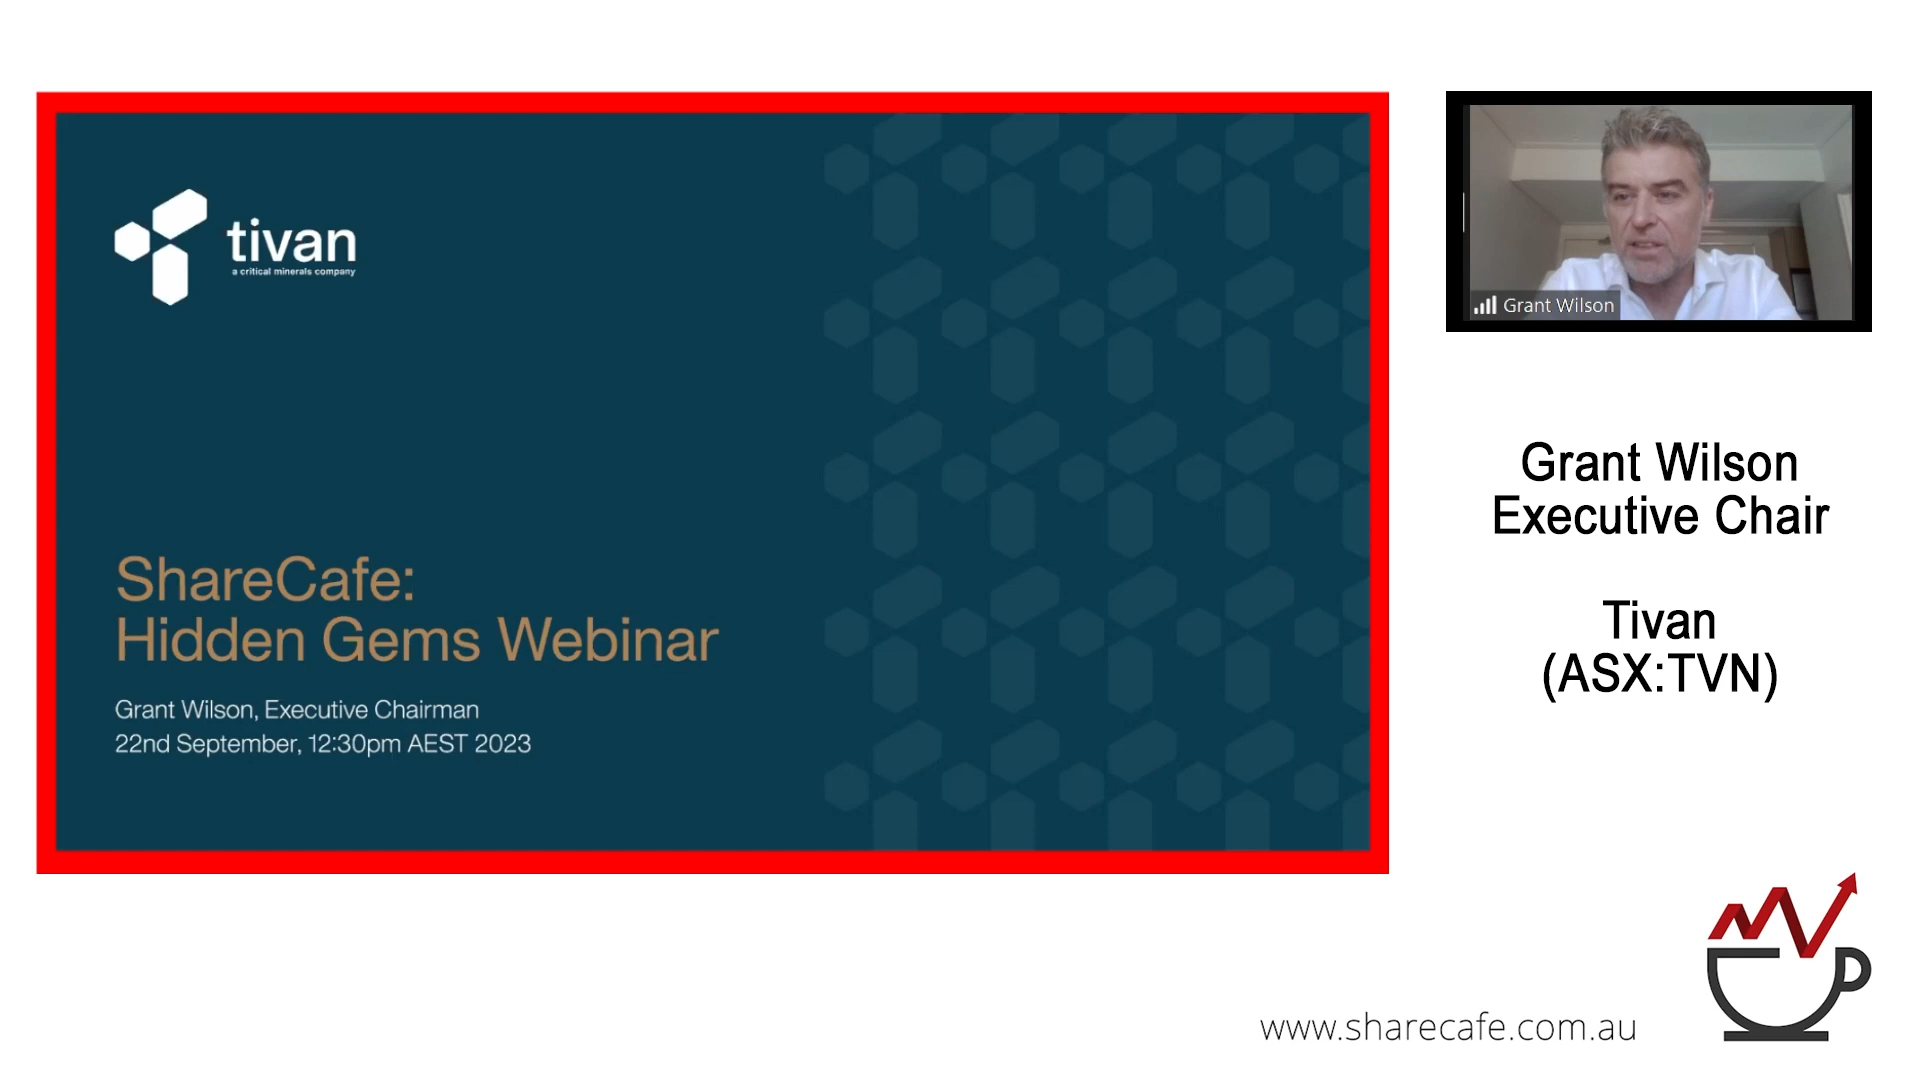 tivan
a critical minerals company
ShareCafe:
Hidden Gems Webinar
Grant Wilson, Executive Chairman
22nd September, 12:30pm AEST 2023
Grant Wilson
Grant Wilson
Executive Chair
Tivan
(ASX:TVN)
www.sharecafe.com.au